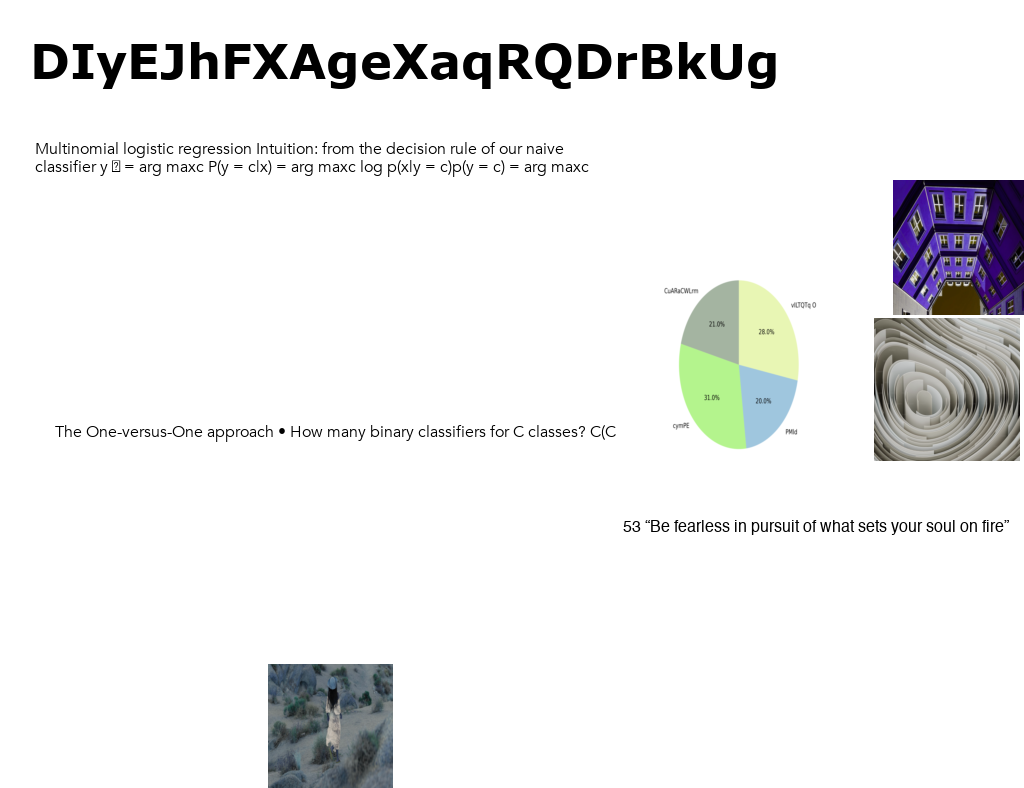 DIyEJhFXAgeXaqRQDrBkUg
Multinomial logistic regression Intuition: from the decision rule of our naive
classifier y = arg maxc P(y = c|x) = arg maxc log p(x|y = c)p(y = c) = arg maxc
CuARaCWLrm
21.0%
28.0%
31.0%
20.0%
cymPE
PMld
The One-versus-One approach • How many binary classifiers for C classes? C(C
53 “Be fearless in pursuit of what sets your soul on fire”